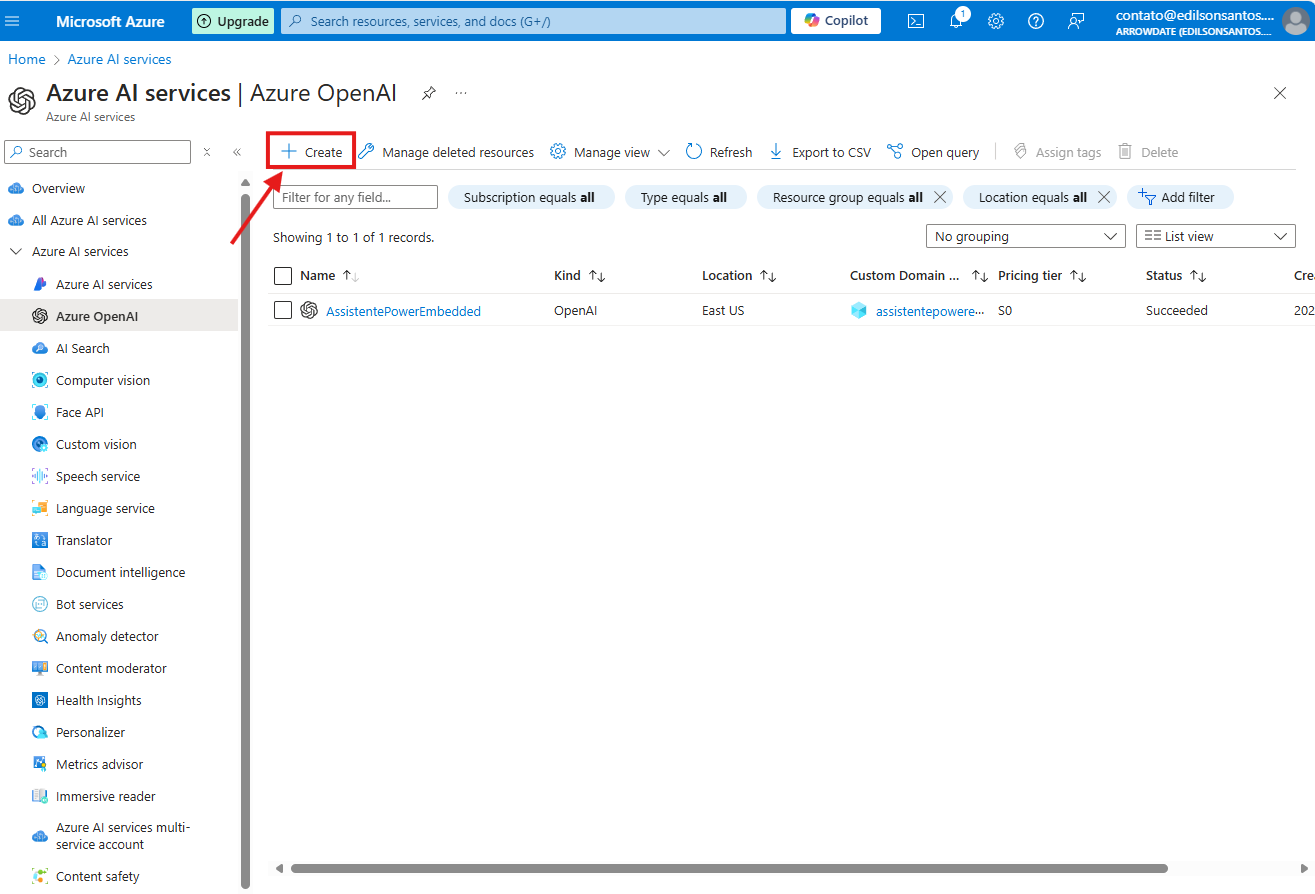 Microsoft Azure
Upgrade
Search resources, services, and docs (G+/)
Copilot
1
contato@edilsonsantos....
ARROWDATE (EDILSONSANTOS....
Home > Azure AI services
Azure AI services | Azure OpenAI
Azure AI services
Search
Create
Manage deleted resources
Manage view
Refresh
Export to CSV
Open query
Assign tags
Delete
Overview
All Azure AI services
Azure AI services
Azure AI services
Azure OpenAI
AI Search
Computer vision
Face API
Custom vision
Speech service
Language service
Translator
Document intelligence
Bot services
Anomaly detector
Content moderator
Health Insights
Personalizer
Metrics advisor
Immersive reader
Azure AI services multi-
service account
Content safety
Filter for any field...
Subscription equals all
Type equals all
Resource group equals all
Location equals all
Add filter
Showing 1 to 1 of 1 records.
No grouping
List view
Name Kind Location Custom Domain ... Pricing tier Status Cre
AssistentePowerEmbedded OpenAI East US assistentepowere... S0 Succeeded 202